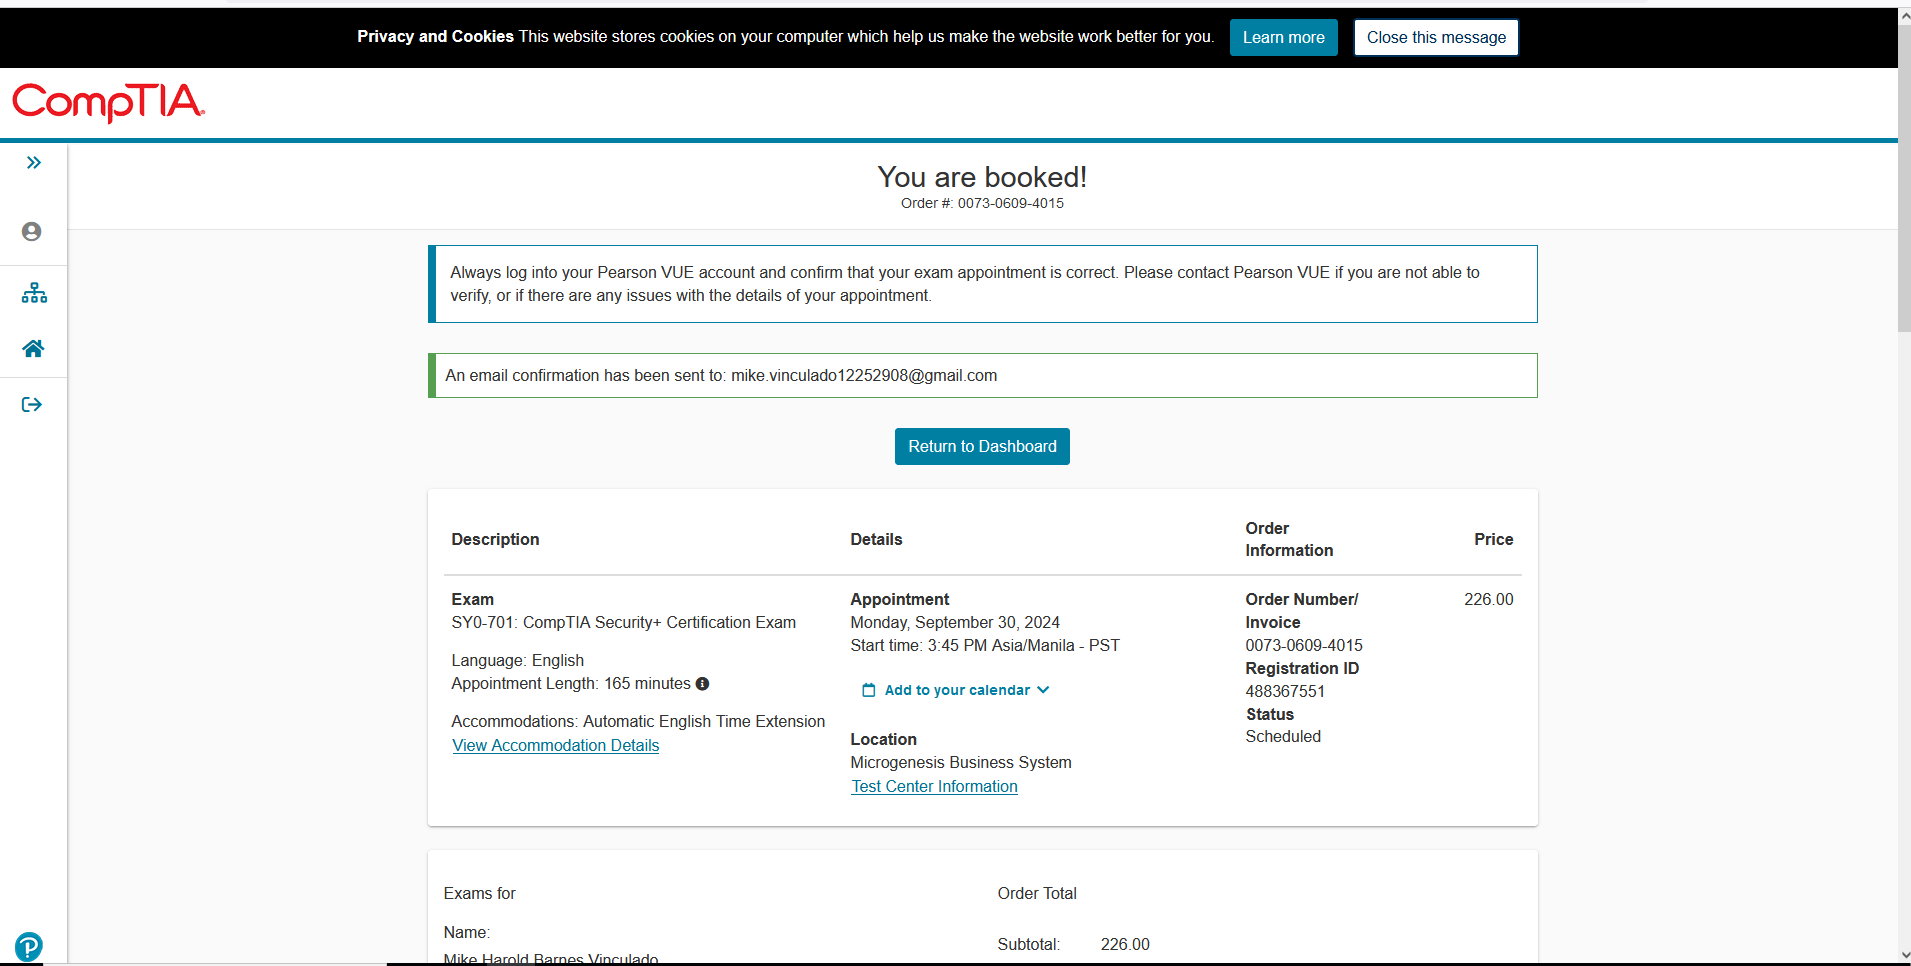 Privacy and Cookies This website stores cookies on your computer which help us make the website work better for you. Learn more Close this message
CompTIA.
You are booked!
Order #: 0073-0609-4015
Always log into your Pearson VUE account and confirm that your exam appointment is correct. Please contact Pearson VUE if you are not able to
verify, or if there are any issues with the details of your appointment.
An email confirmation has been sent to: mike.vinculado12252908@gmail.com
Return to Dashboard
Description
Details
Order
Information
Price
Exam
SY0-701: CompTIA Security+ Certification Exam
Language: English
Appointment Length: 165 minutes
Accommodations: Automatic English Time Extension
View Accommodation Details
Appointment
Monday, September 30, 2024
Start time: 3:45 PM Asia/Manila - PST
Add to your calendar
Location
Microgenesis Business System
Test Center Information
Order Number/
Invoice
0073-0609-4015
Registration ID
488367551
Status
Scheduled
226.00
Exams for
Name:
Mike Harold Barnes Vinculado
Order Total
Subtotal: 226.00